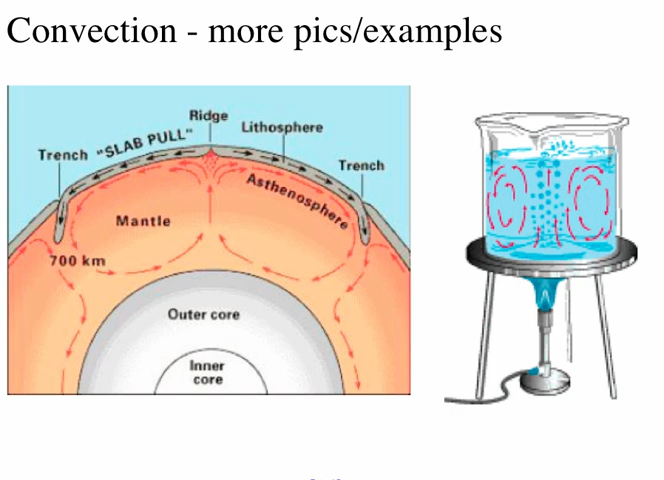 Convection - more pics/examples
Ridge
"SLAB PULL"
Lithosphere
Trench
Trench
Asthenosphere
Mantle
700 km
Outer core
Inner
core